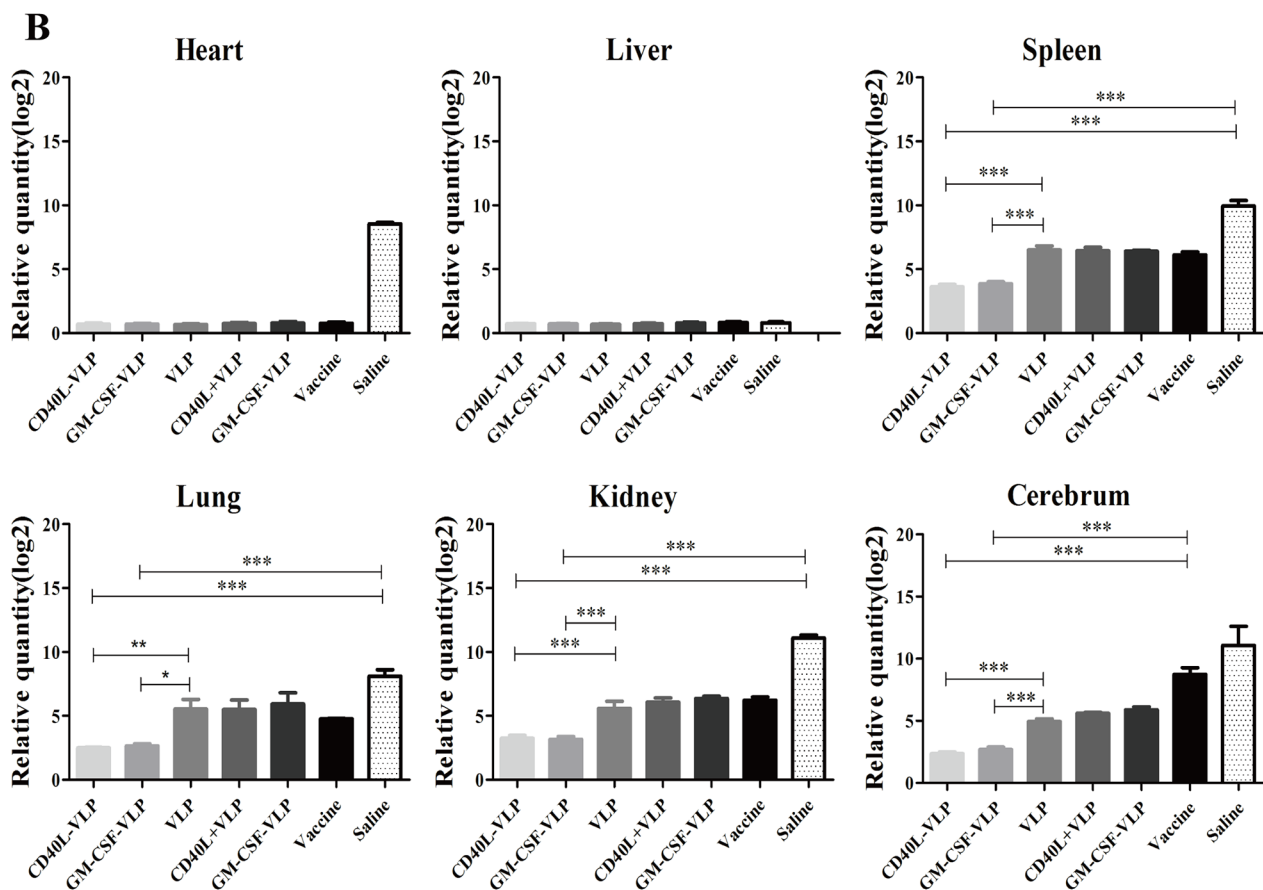 B
Heart
Relative quantity(log2)
20
15
10
5
0
CD40L-VLP
GM-CSF-VLP
VLP
CD40L+VLP
GM-CSF-VLP
Vaccine
Saline
Liver
Relative quantity(log2)
20
15
10
5
0
CD40L-VLP
GM-CSF-VLP
VLP
CD40L+VLP
GM-CSF-VLP
Vaccine
Saline
Spleen
Relative quantity(log2)
20
15
10
5
0
***
***
***
***
CD40L-VLP
GM-CSF-VLP
VLP
CD40L+VLP
GM-CSF-VLP
Vaccine
Saline
Lung
Relative quantity(log2)
20
15
10
5
0
***
***
**
*
CD40L-VLP
GM-CSF-VLP
VLP
CD40L+VLP
GM-CSF-VLP
Vaccine
Saline
Kidney
Relative quantity(log2)
20
15
10
5
0
***
***
***
***
CD40L-VLP
GM-CSF-VLP
VLP
CD40L+VLP
GM-CSF-VLP
Vaccine
Saline
Cerebrum
Relative quantity(log2)
20
15
10
5
0
***
***
***
***
CD40L-VLP
GM-CSF-VLP
VLP
CD40L+VLP
GM-CSF-VLP
Vaccine
Saline